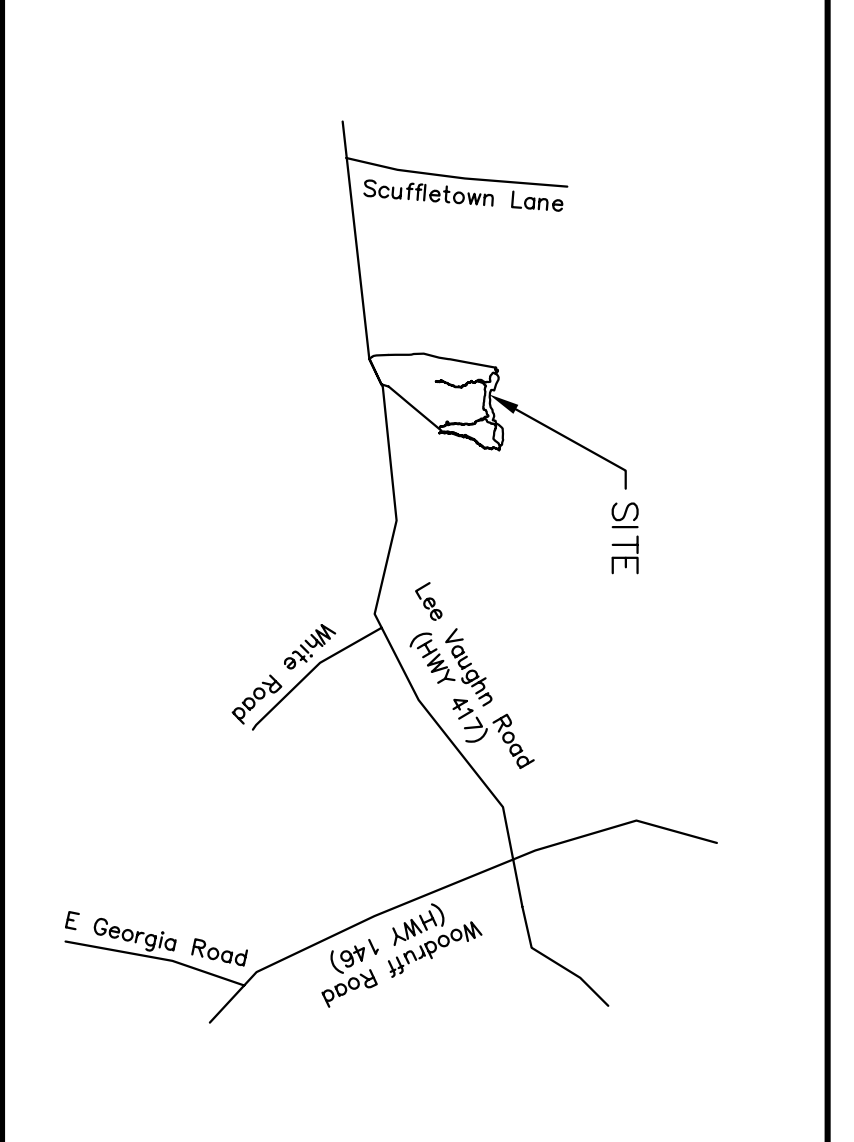 Scuffletown Lane
SITE
Lee Vaughn Road
(HWY 417)
White Road
E Georgia Road
Woodruff Road
(HWY 146)